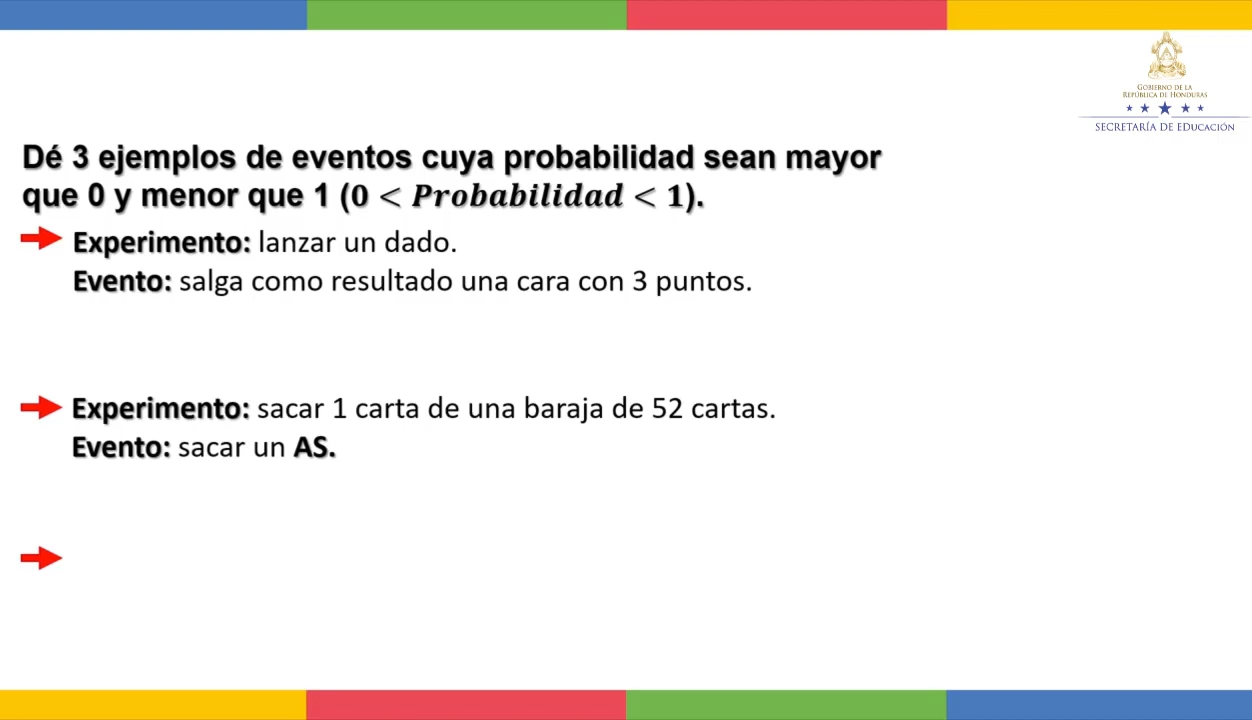 GOBIERNO DE LA
REPÚBLICA DE HONDURAS
SECRETARÍA DE EDUCACIÓN
Dé 3 ejemplos de eventos cuya probabilidad sean mayor
que 0 y menor que 1 (0 < Probabilidad < 1).
Experimento: lanzar un dado.
Evento: salga como resultado una cara con 3 puntos.
Experimento: sacar 1 carta de una baraja de 52 cartas.
Evento: sacar un AS.